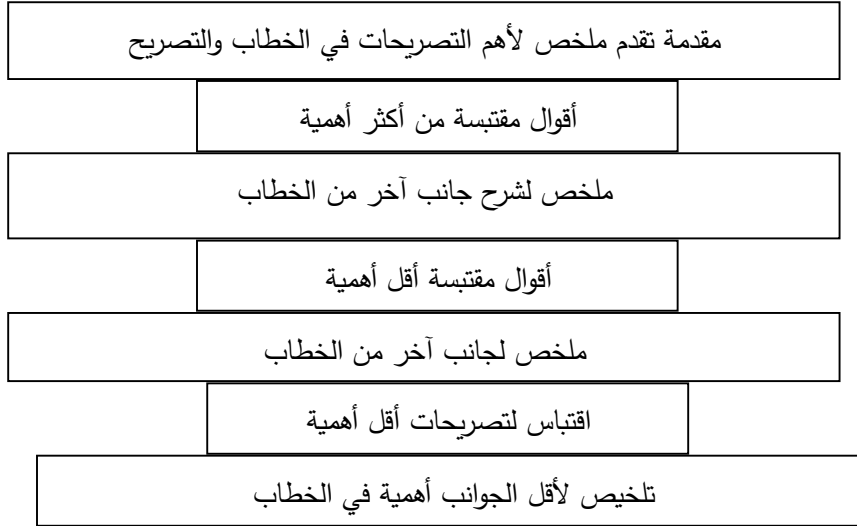 مقدمة تقدم ملخص لأهم التصريحات في الخطاب والتصريح
أقوال مقتبسة من أكثر أهمية
ملخص لشرح جانب آخر من الخطاب
أقوال مقتبسة أقل أهمية
ملخص لجانب آخر من الخطاب
اقتباس لتصريحات أقل أهمية
تلخيص لأقل الجوانب أهمية في الخطاب